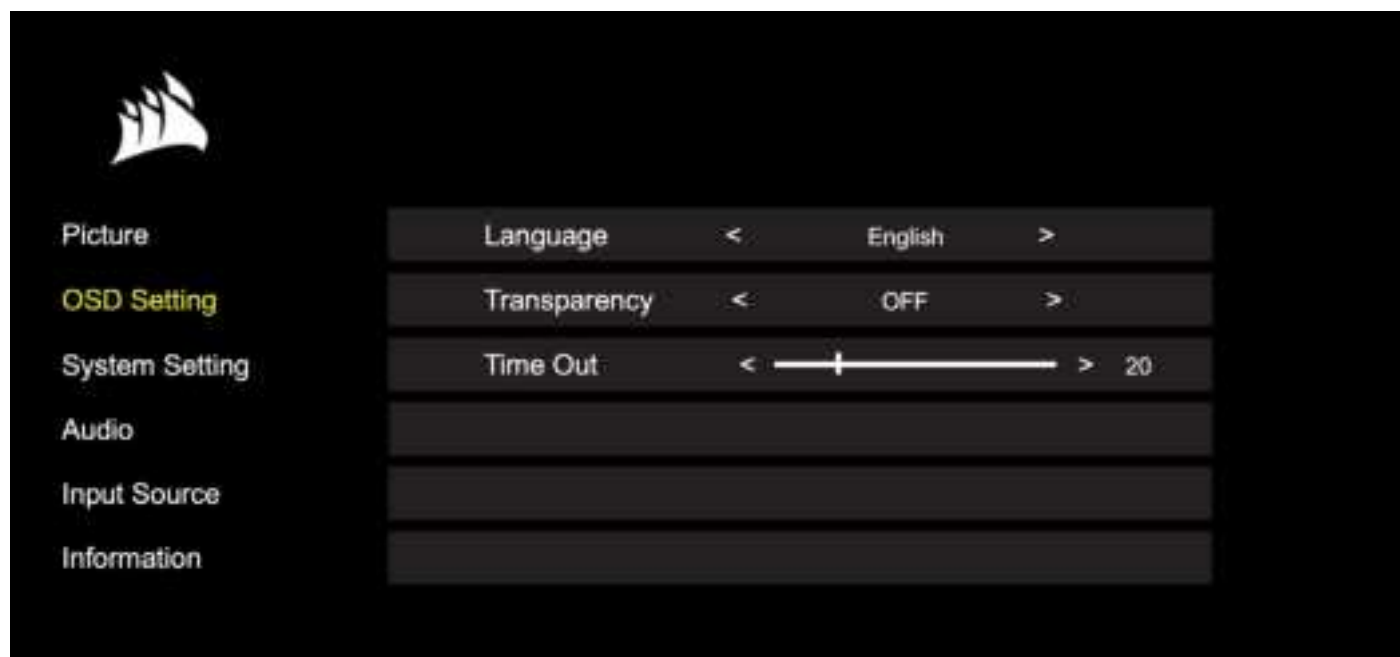 Picture
Language < English >
OSD Setting
Transparency < OFF >
System Setting
Time Out < > 20
Audio
Input Source
Information